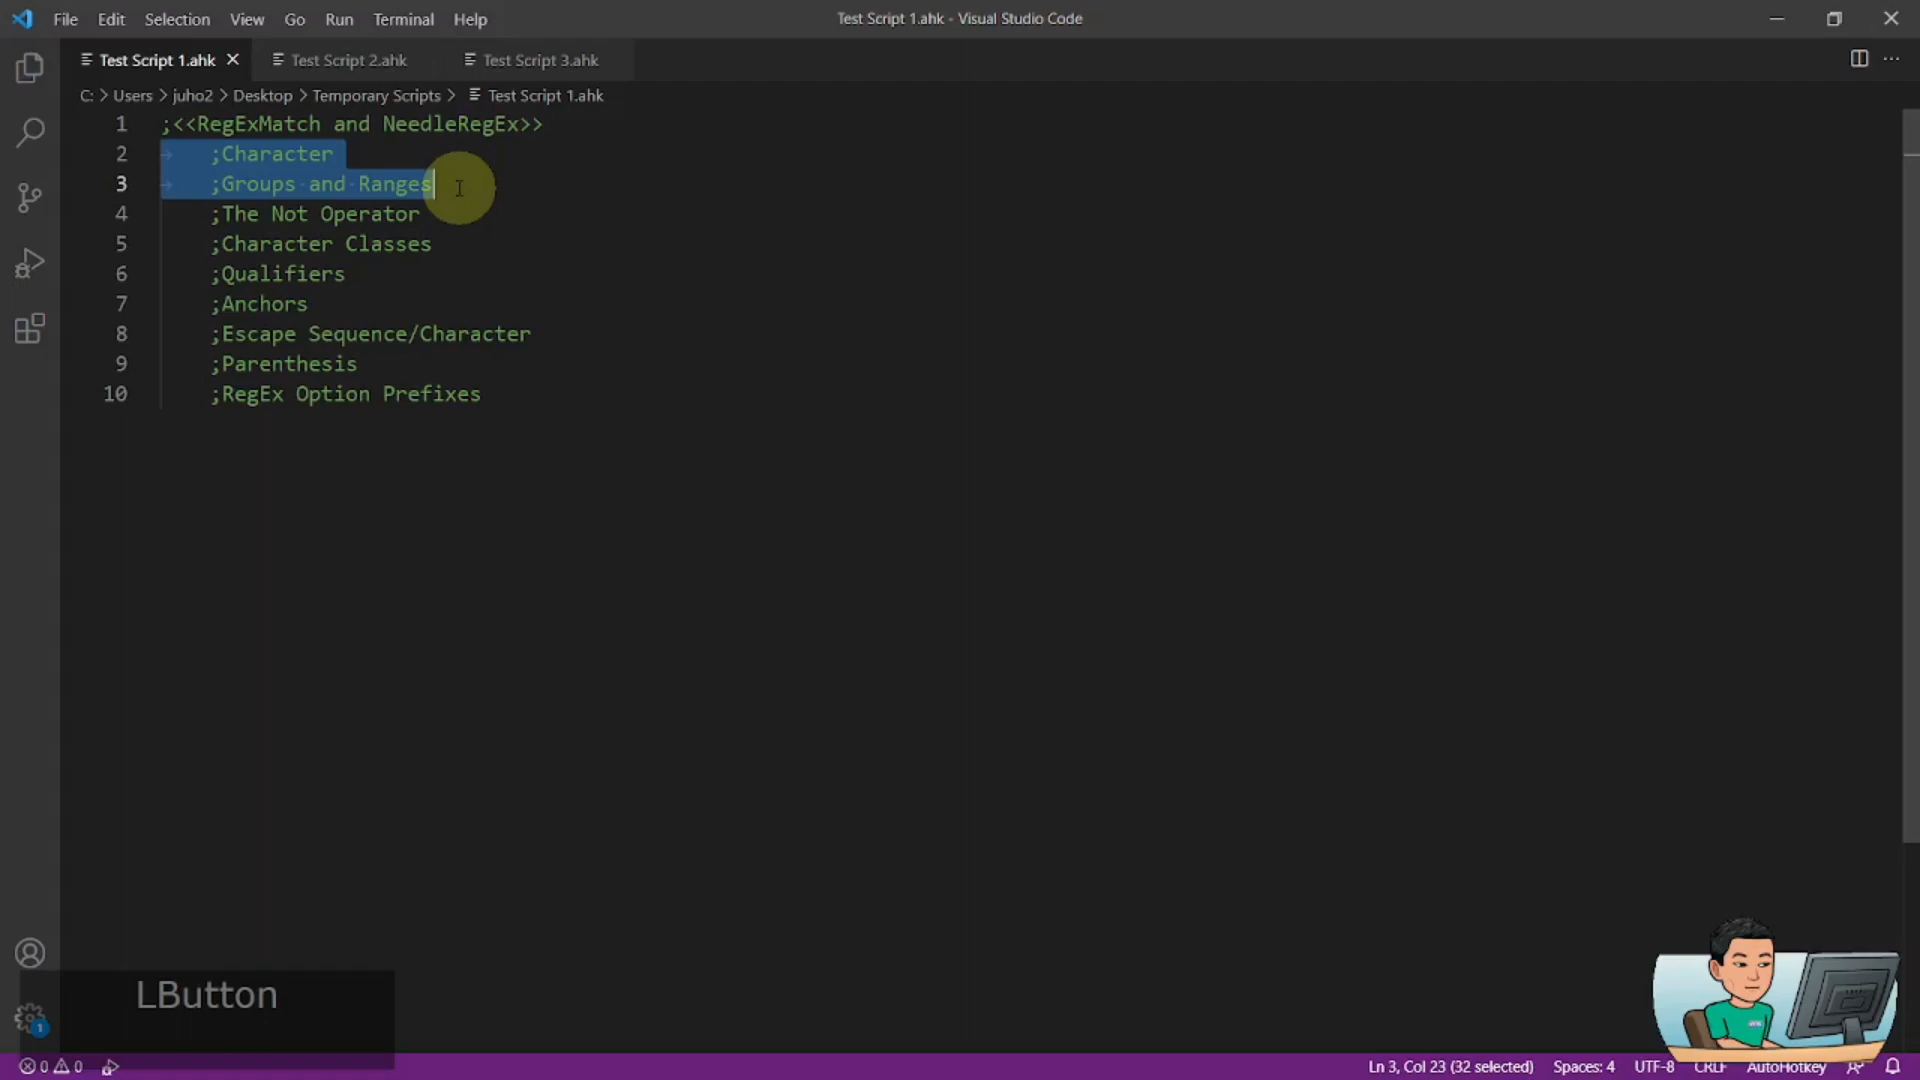 File Edit Selection View Go Run Terminal Help
Test Script 1.ahk - Visual Studio Code
Test Script 1.ahk Test Script 2.ahk Test Script 3.ahk
C: > Users > juho2 > Desktop > Temporary Scripts > Test Script 1.ahk
1 ;<<RegExMatch and NeedleRegEx>>
2 ;Character
3 ;Groups and Ranges
4 ;The Not Operator
5 ;Character Classes
6 ;Qualifiers
7 ;Anchors
8 ;Escape Sequence/Character
9 ;Parenthesis
10 ;RegEx Option Prefixes
LButton
1
0 0 Ln 3, Col 23 (32 selected) Spaces: 4 UTF-8 CRLF AutoHotkey